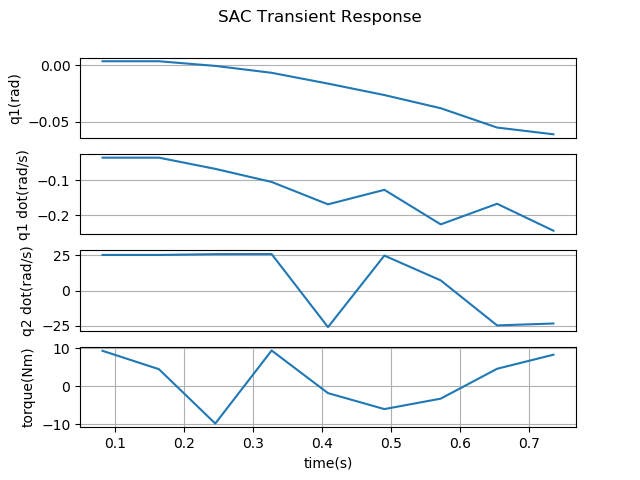 SAC Transient Response
q1(rad)
0.00
−0.05
q1 dot(rad/s)
−0.1
−0.2
q2 dot(rad/s)
25
0
−25
torque(Nm)
10
0
−10
0.1 0.2 0.3 0.4 0.5 0.6 0.7
time(s)